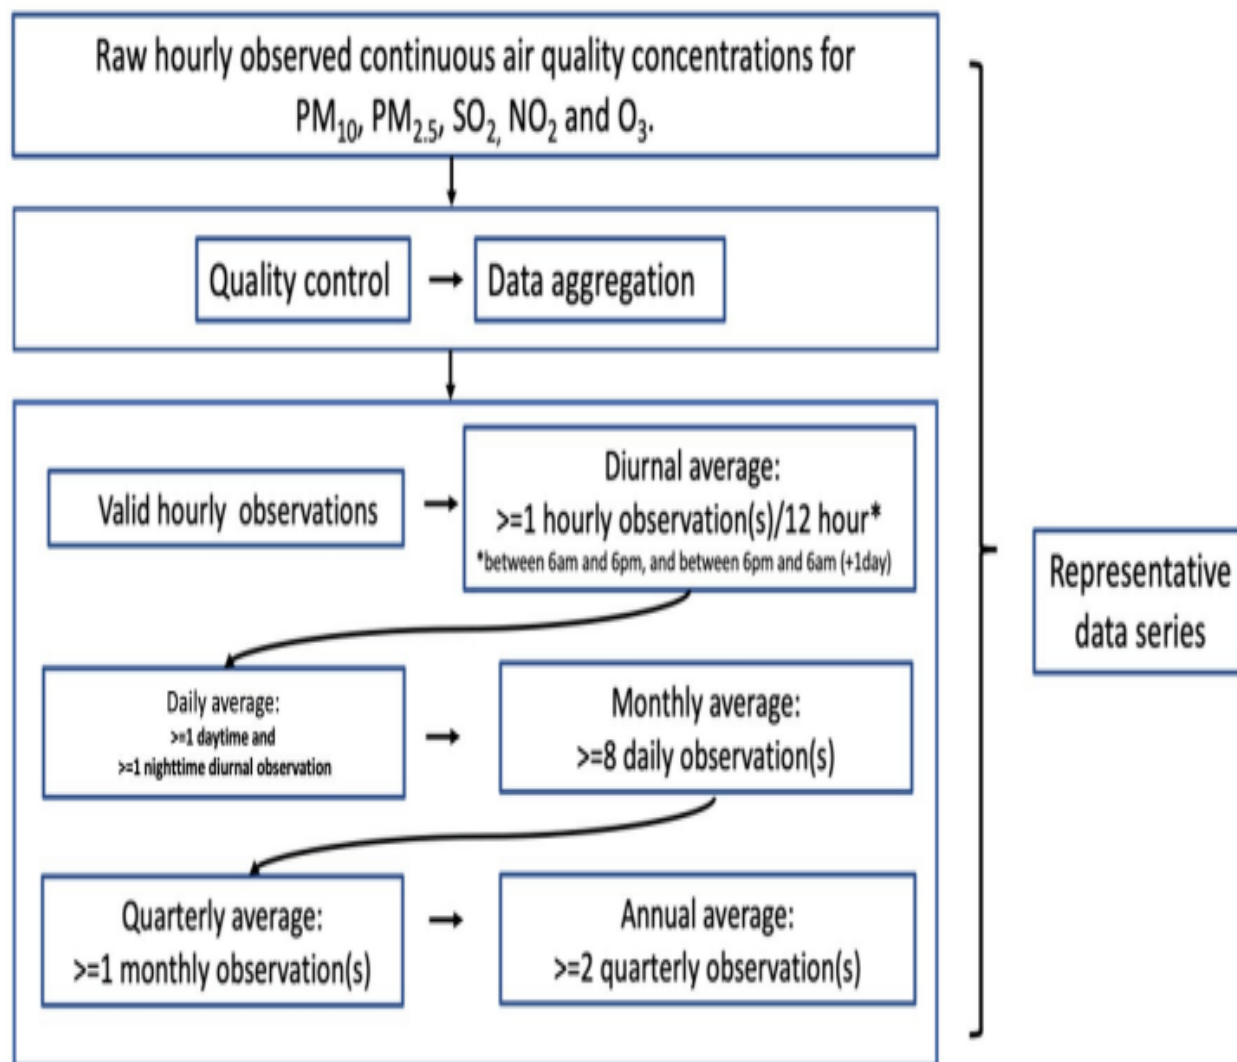 Raw hourly observed continuous air quality concentrations for
PM10, PM2.5, SO2, NO2 and O3.
Quality control
Data aggregation
Valid hourly observations
Diurnal average:
>=1 hourly observation(s)/12 hour*
*between 6am and 6pm, and between 6pm and 6am (+1day)
Daily average:
>=1 daytime and
>=1 nighttime diurnal observation
Monthly average:
>=8 daily observation(s)
Quarterly average:
>=1 monthly observation(s)
Annual average:
>=2 quarterly observation(s)
Representative
data series